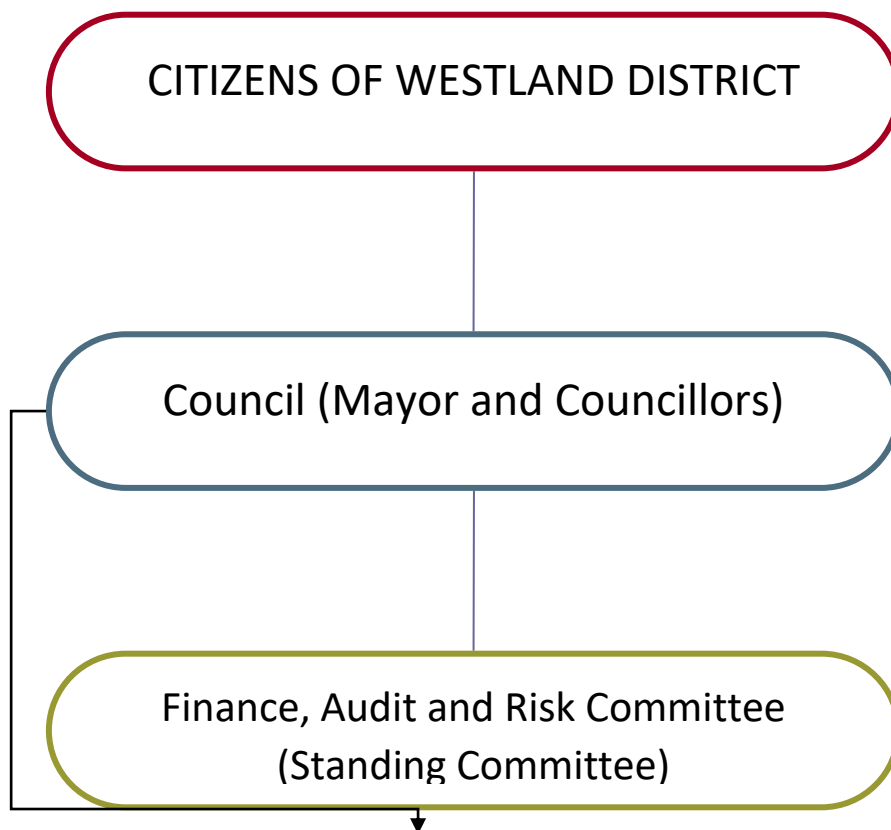 CITIZENS OF WESTLAND DISTRICT
Council (Mayor and Councillors)
Finance, Audit and Risk Committee
(Standing Committee)